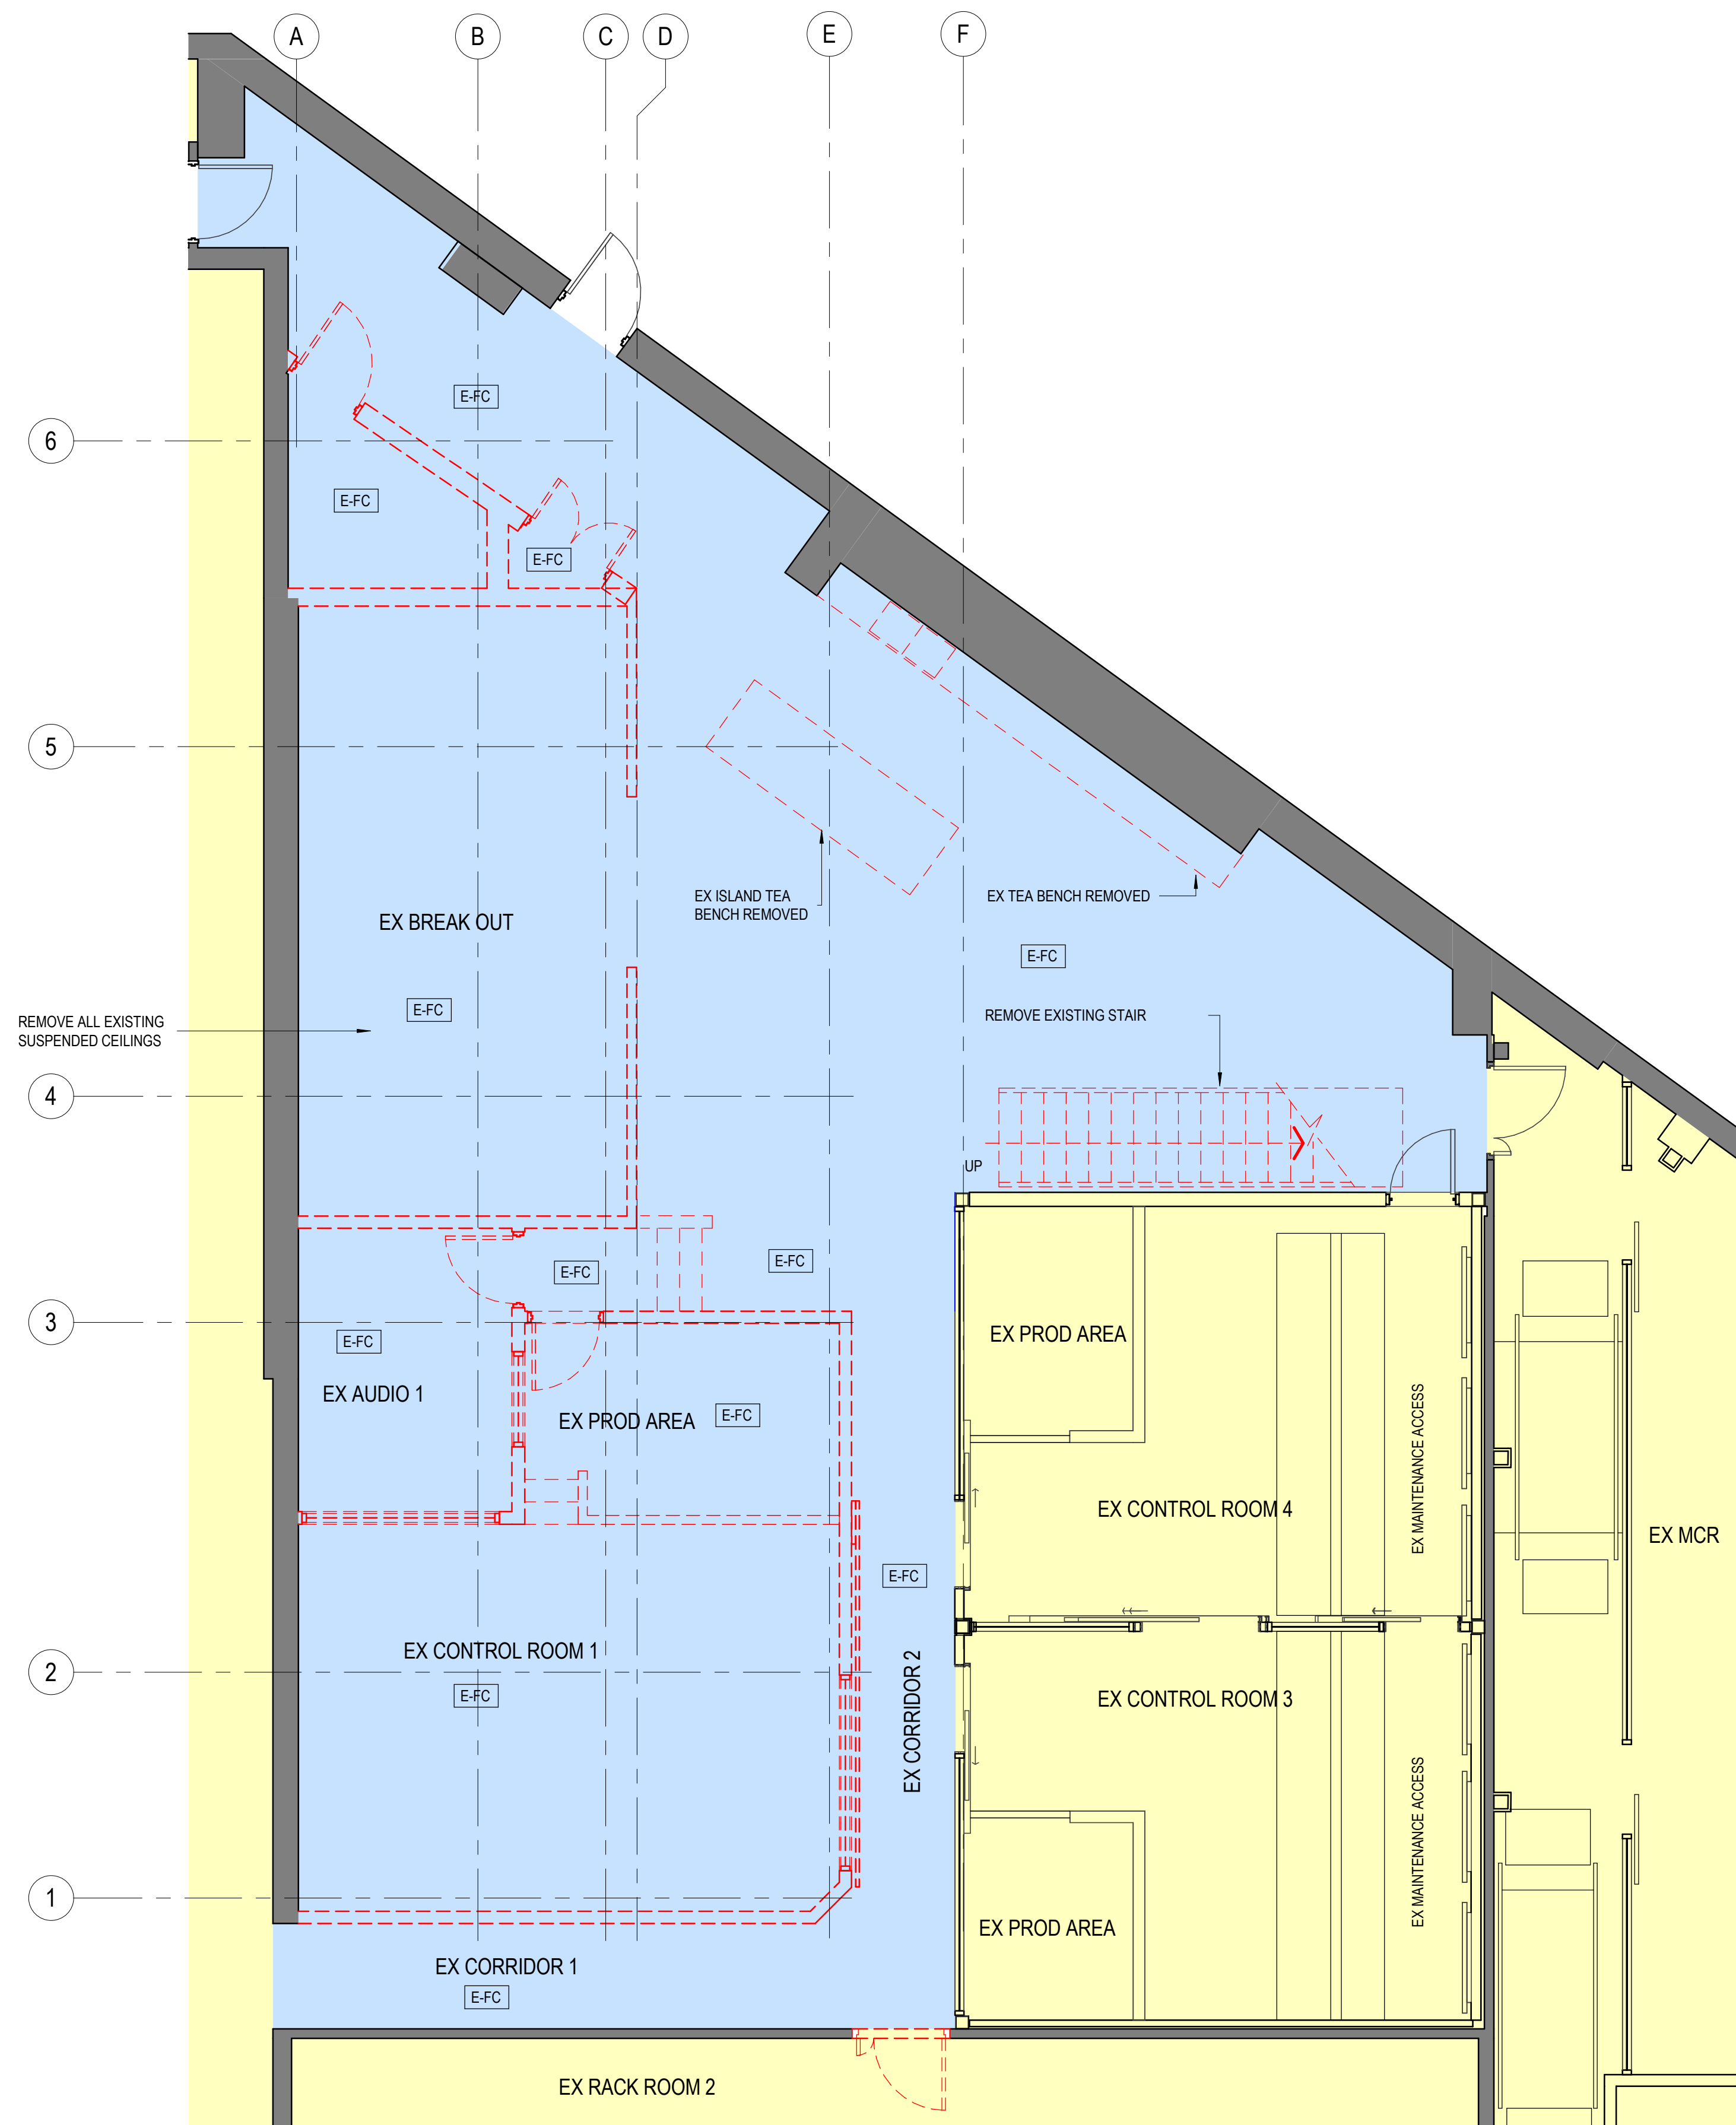 A
B
C
D
E
F
E-FC
6
E-FC
E-FC
5
EX ISLAND TEA
BENCH REMOVED
EX TEA BENCH REMOVED
EX BREAK OUT
E-FC
E-FC
REMOVE ALL EXISTING
SUSPENDED CEILINGS
REMOVE EXISTING STAIR
4
UP
E-FC
E-FC
3
E-FC
EX PROD AREA
EX AUDIO 1
EX PROD AREA
E-FC
EX MAINTENANCE ACCESS
EX CONTROL ROOM 4
EX MCR
E-FC
EX CONTROL ROOM 1
2
E-FC
EX CORRIDOR 2
EX CONTROL ROOM 3
EX MAINTENANCE ACCESS
1
EX PROD AREA
EX CORRIDOR 1
E-FC
EX RACK ROOM 2